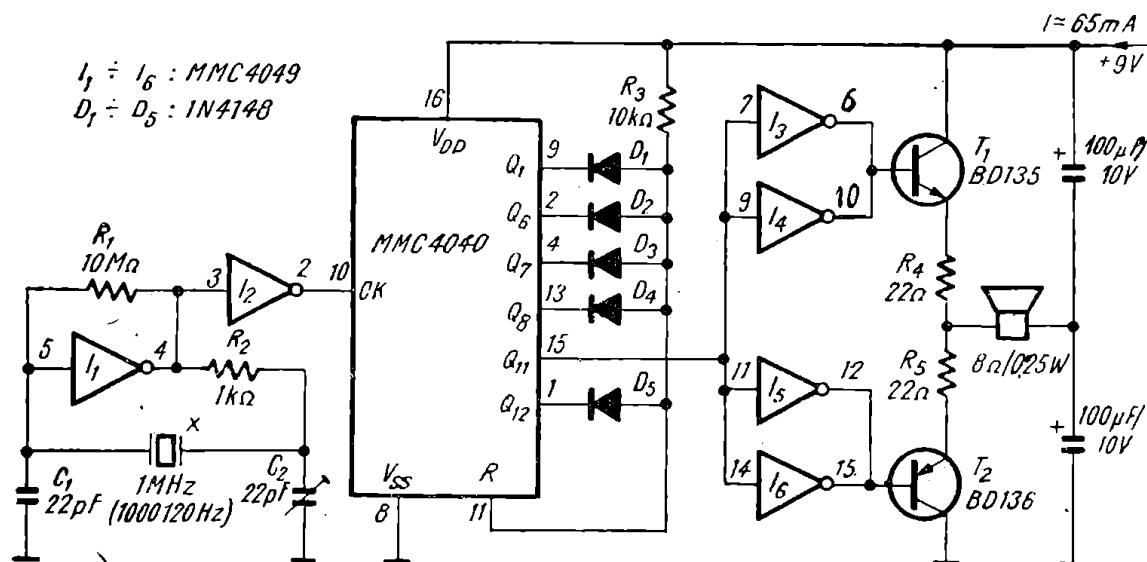 I = 65mA
+9V
I₁ ÷ I₆ : MMC4049
D₁ ÷ D₅ : 1N4148
16
V_DD
R₃
10kΩ
9
Q₁
D₁
2
Q₆
D₂
4
Q₇
D₃
13
Q₈
D₄
15
Q₁₁
1
Q₁₂
D₅
MMC4040
10
CK
V_SS
8
R
11
R₁
10MΩ
3
I₂
2
5
I₁
4
R₂
1kΩ
X
1MHz
(1000120Hz)
C₁
22pF
C₂
22pF
7
I₃
6
9
I₄
10
11
I₅
12
14
I₆
15
T₁
BD135
R₄
22Ω
R₅
22Ω
T₂
BD136
8Ω/0,25W
+
100μF/
10V
+
100μF/
10V